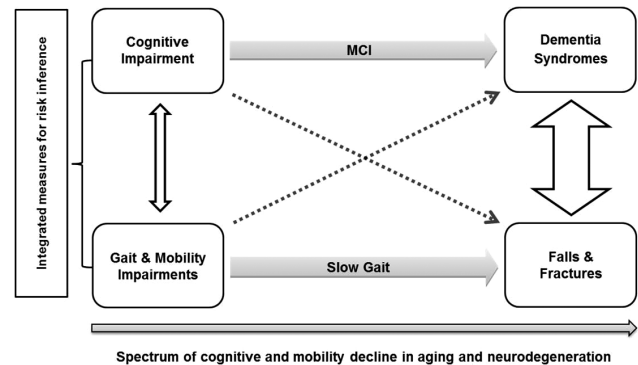 Integrated measures for risk inference
Cognitive
Impairment
MCI
Dementia
Syndromes
Gait & Mobility
Impairments
Slow Gait
Falls &
Fractures
Spectrum of cognitive and mobility decline in aging and neurodegeneration